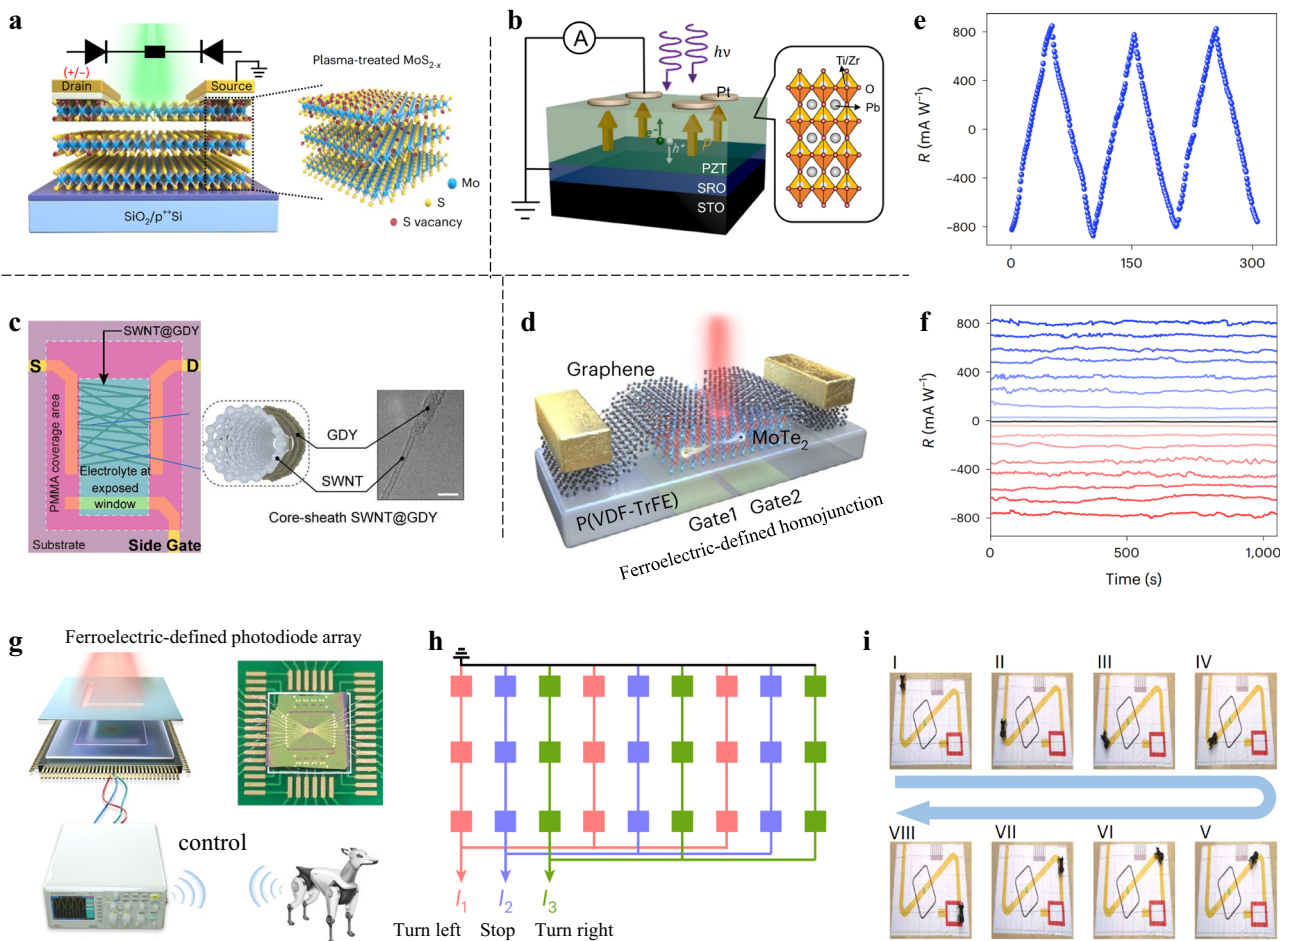 a
(+/−)
Drain
Source
Plasma-treated MoS2-x
Mo
S
S vacancy
SiO2/p++Si
b
A
hν
Pt
e−
h+
P
PZT
SRO
STO
Ti/Zr
O
Pb
e
R (mA W−1)
800
400
0
−400
−800
0
150
300
c
SWNT@GDY
S
D
PMMA coverage area
Electrolyte at
exposed
window
Substrate
Side Gate
GDY
SWNT
Core-sheath SWNT@GDY
d
Graphene
MoTe2
P(VDF-TrFE)
Gate1
Gate2
Ferroelectric-defined homojunction
f
R (mA W−1)
800
400
0
−400
−800
0
500
1,000
Time (s)
g
Ferroelectric-defined photodiode array
control
h
I1
I2
I3
Turn left
Stop
Turn right
i
I
II
III
IV
VIII
VII
VI
V